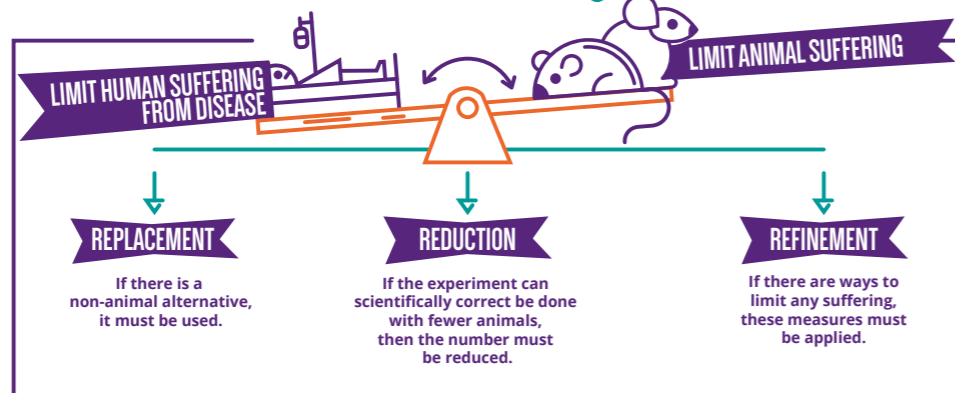 LIMIT HUMAN SUFFERING
FROM DISEASE
LIMIT ANIMAL SUFFERING
REPLACEMENT
If there is a
non-animal alternative,
it must be used.
REDUCTION
If the experiment can
scientifically correct be done
with fewer animals,
then the number must
be reduced.
REFINEMENT
If there are ways to
limit any suffering,
these measures must
be applied.